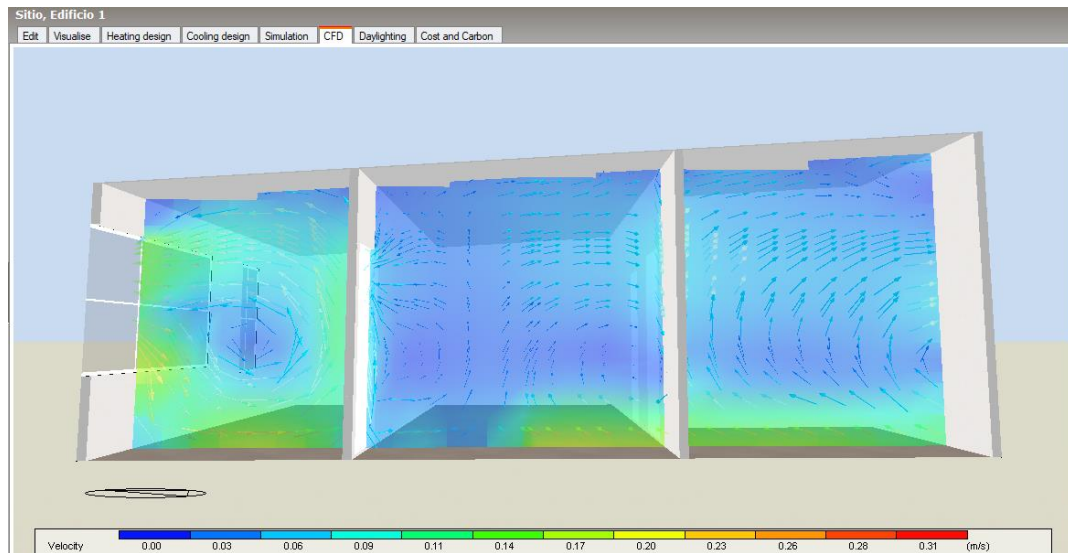 Sitio, Edificio 1
Edit Visualise Heating design Cooling design Simulation CFD Daylighting Cost and Carbon
Velocity 0.00 0.03 0.06 0.09 0.11 0.14 0.17 0.20 0.23 0.26 0.28 0.31 (m/s)